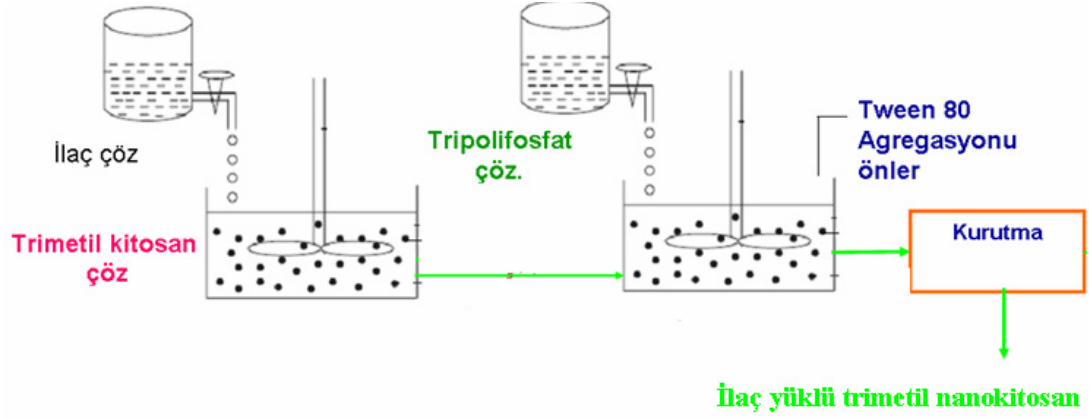 İlaç çöz
Trimetil kitosan
çöz
Tripolifosfat
çöz.
Tween 80
Agregasyonu
önler
Kurutma
İlaç yüklü trimetil nanokitosan